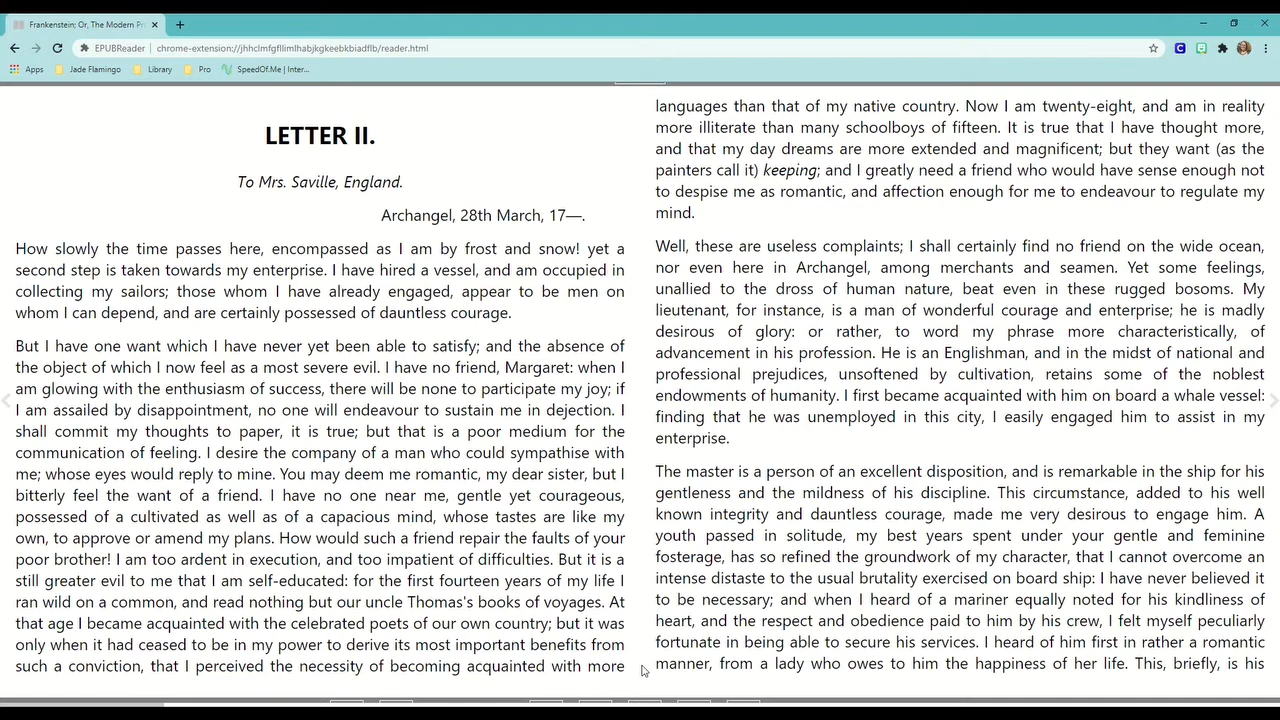 Frankenstein; Or, The Modern Pr
EPUBReader
chrome-extension://jhhclmfgfllimlhabjkgkeebkbiadflb/reader.html
Apps
Jade Flamingo
Library
Pro
SpeedOf.Me | Inter...
LETTER II.
To Mrs. Saville, England.
Archangel, 28th March, 17—.
How slowly the time passes here, encompassed as I am by frost and snow! yet a
second step is taken towards my enterprise. I have hired a vessel, and am occupied in
collecting my sailors; those whom I have already engaged, appear to be men on
whom I can depend, and are certainly possessed of dauntless courage.
But I have one want which I have never yet been able to satisfy; and the absence of
the object of which I now feel as a most severe evil. I have no friend, Margaret: when I
am glowing with the enthusiasm of success, there will be none to participate my joy; if
I am assailed by disappointment, no one will endeavour to sustain me in dejection. I
shall commit my thoughts to paper, it is true; but that is a poor medium for the
communication of feeling. I desire the company of a man who could sympathise with
me; whose eyes would reply to mine. You may deem me romantic, my dear sister, but I
bitterly feel the want of a friend. I have no one near me, gentle yet courageous,
possessed of a cultivated as well as of a capacious mind, whose tastes are like my
own, to approve or amend my plans. How would such a friend repair the faults of your
poor brother! I am too ardent in execution, and too impatient of difficulties. But it is a
still greater evil to me that I am self-educated: for the first fourteen years of my life I
ran wild on a common, and read nothing but our uncle Thomas's books of voyages. At
that age I became acquainted with the celebrated poets of our own country; but it was
only when it had ceased to be in my power to derive its most important benefits from
such a conviction, that I perceived the necessity of becoming acquainted with more
languages than that of my native country. Now I am twenty-eight, and am in reality
more illiterate than many schoolboys of fifteen. It is true that I have thought more,
and that my day dreams are more extended and magnificent; but they want (as the
painters call it) keeping; and I greatly need a friend who would have sense enough not
to despise me as romantic, and affection enough for me to endeavour to regulate my
mind.
Well, these are useless complaints; I shall certainly find no friend on the wide ocean,
nor even here in Archangel, among merchants and seamen. Yet some feelings,
unallied to the dross of human nature, beat even in these rugged bosoms. My
lieutenant, for instance, is a man of wonderful courage and enterprise; he is madly
desirous of glory: or rather, to word my phrase more characteristically, of
advancement in his profession. He is an Englishman, and in the midst of national and
professional prejudices, unsoftened by cultivation, retains some of the noblest
endowments of humanity. I first became acquainted with him on board a whale vessel:
finding that he was unemployed in this city, I easily engaged him to assist in my
enterprise.
The master is a person of an excellent disposition, and is remarkable in the ship for his
gentleness and the mildness of his discipline. This circumstance, added to his well
known integrity and dauntless courage, made me very desirous to engage him. A
youth passed in solitude, my best years spent under your gentle and feminine
fosterage, has so refined the groundwork of my character, that I cannot overcome an
intense distaste to the usual brutality exercised on board ship: I have never believed it
to be necessary; and when I heard of a mariner equally noted for his kindliness of
heart, and the respect and obedience paid to him by his crew, I felt myself peculiarly
fortunate in being able to secure his services. I heard of him first in rather a romantic
manner, from a lady who owes to him the happiness of her life. This, briefly, is his